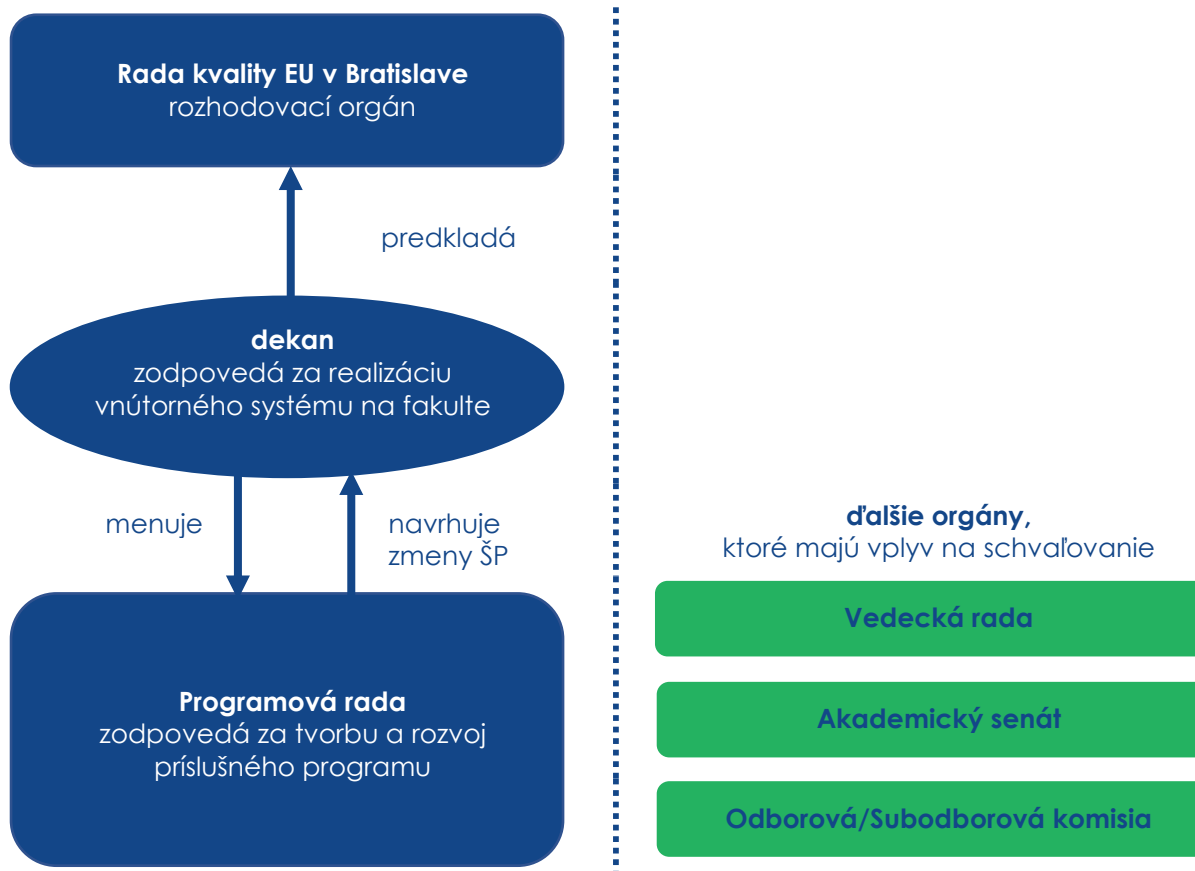 Rada kvality EU v Bratislave
rozhodovací orgán
predkladá
dekan
zodpovedá za realizáciu
vnútorného systému na fakulte
menuje
navrhuje
zmeny ŠP
Programová rada
zodpovedá za tvorbu a rozvoj
príslušného programu
ďalšie orgány,
ktoré majú vplyv na schvaľovanie
Vedecká rada
Akademický senát
Odborová/Subodborová komisia